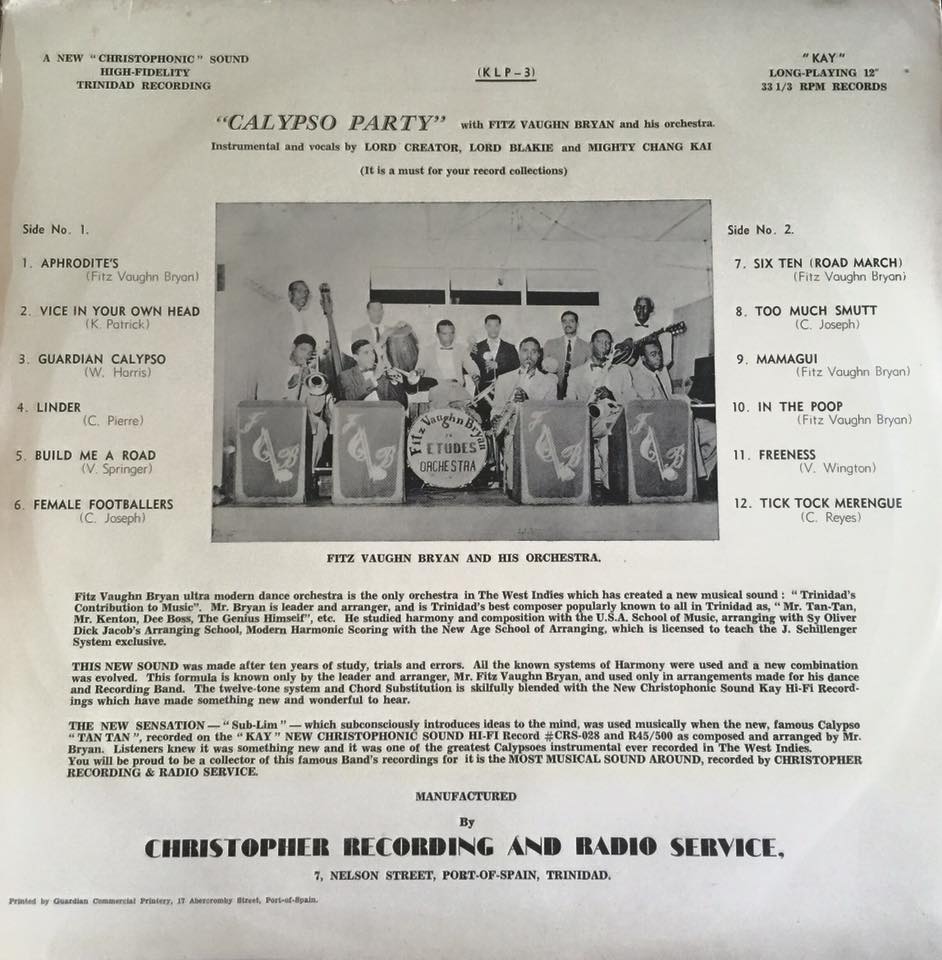 A NEW "CHRISTOPHONIC" SOUND
HIGH-FIDELITY
TRINIDAD RECORDING
(KLP-3)
"KAY"
LONG-PLAYING 12"
33 1/3 RPM RECORDS
"CALYPSO PARTY" with FITZ VAUGHN BRYAN and his orchestra.
Instrumental and vocals by LORD CREATOR, LORD BLAKIE and MIGHTY CHANG KAI
(It is a must for your record collections)
Side No. 1.
1. APHRODITE'S
(Fitz Vaughn Bryan)
2. VICE IN YOUR OWN HEAD
(K. Patrick)
3. GUARDIAN CALYPSO
(W. Harris)
4. LINDER
(C. Pierre)
5. BUILD ME A ROAD
(V. Springer)
6. FEMALE FOOTBALLERS
(C. Joseph)
Fitz Vaughn Bryan
ETUDES
ORCHESTRA
Side No. 2.
7. SIX TEN (ROAD MARCH)
(Fitz Vaughn Bryan)
8. TOO MUCH SMUTT
(C. Joseph)
9. MAMAGUI
(Fitz Vaughn Bryan)
10. IN THE POOP
(Fitz Vaughn Bryan)
11. FREENESS
(V. Wington)
12. TICK TOCK MERENGUE
(C. Reyes)
FITZ VAUGHN BRYAN AND HIS ORCHESTRA.
Fitz Vaughn Bryan ultra modern dance orchestra is the only orchestra in The West Indies which has created a new musical sound : "Trinidad's
Contribution to Music". Mr. Bryan is leader and arranger, and is Trinidad's best composer popularly known to all in Trinidad as, "Mr. Tan-Tan,
Mr. Kenton, Dee Boss, The Genius Himself", etc. He studied harmony and composition with the U.S.A. School of Music, arranging with Sy Oliver
Dick Jacob's Arranging School, Modern Harmonic Scoring with the New Age School of Arranging, which is licensed to teach the J. Schillenger
System exclusive.
THIS NEW SOUND was made after ten years of study, trials and errors. All the known systems of Harmony were used and a new combination
was evolved. This formula is known only by the leader and arranger, Mr. Fitz Vaughn Bryan, and used only in arrangements made for his dance
and Recording Band. The twelve-tone system and Chord Substitution is skilfully blended with the New Christophonic Sound Kay Hi-Fi Record-
ings which have made something new and wonderful to hear.
THE NEW SENSATION — "Sub-Lim" — which subconsciously introduces ideas to the mind, was used musically when the new, famous Calypso
"TAN TAN", recorded on the "KAY" NEW CHRISTOPHONIC SOUND HI-FI Record #CRS-028 and R45/500 as composed and arranged by Mr.
Bryan. Listeners knew it was something new and it was one of the greatest Calypsoes instrumental ever recorded in The West Indies.
You will be proud to be a collector of this famous Band's recordings for it is the MOST MUSICAL SOUND AROUND, recorded by CHRISTOPHER
RECORDING & RADIO SERVICE.
MANUFACTURED
By
CHRISTOPHER RECORDING AND RADIO SERVICE,
7, NELSON STREET, PORT-OF-SPAIN, TRINIDAD.
Printed by Guardian Commercial Printery, 17 Abercromby Street, Port-of-Spain.